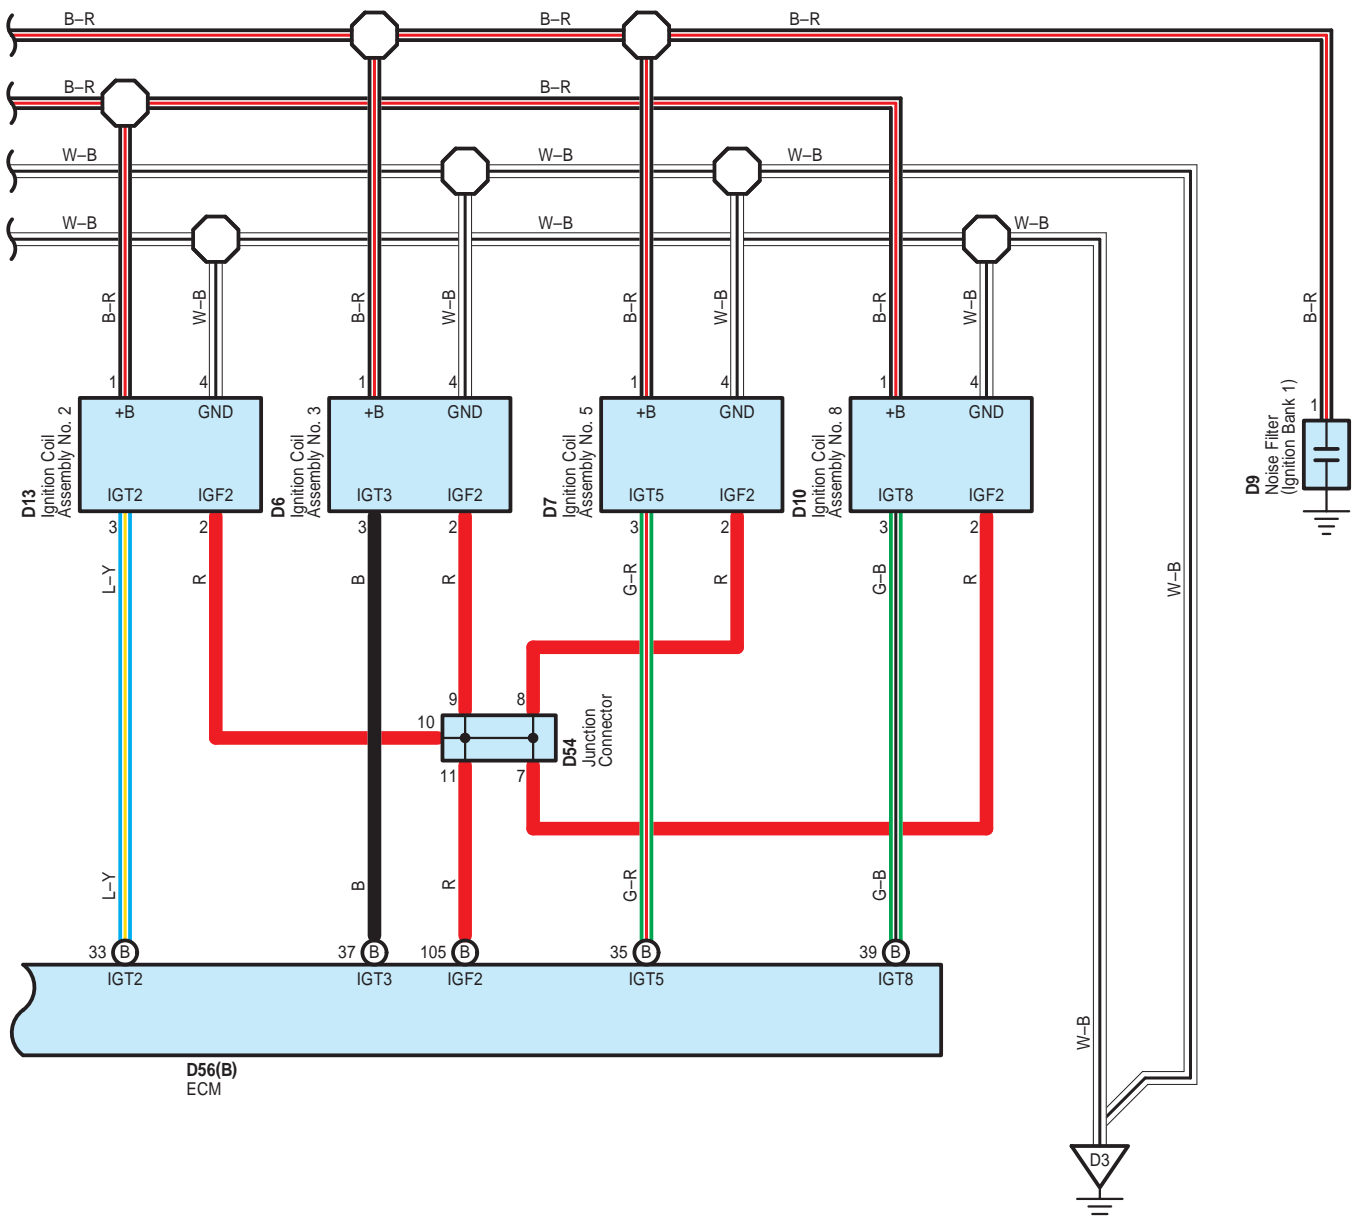 B–R B–R B–R
B–R B–R
W–B W–B W–B
W–B W–B W–B
B–R W–B B–R W–B B–R W–B B–R W–B B–R
1 4 1 4 1 4 1 4 1
+B GND +B GND +B GND +B GND
D13
Ignition Coil
Assembly No. 2
D6
Ignition Coil
Assembly No. 3
D7
Ignition Coil
Assembly No. 5
D10
Ignition Coil
Assembly No. 8
D9
Noise Filter
(Ignition Bank 1)
IGT2 IGF2 IGT3 IGF2 IGT5 IGF2 IGT8 IGF2
3 2 3 2 3 2 3 2
L–Y R B R G–R R G–B R W–B
9 8
10
11 7
D54
Junction
Connector
L–Y B R G–R G–B
33 B 37 B 105 B 35 B 39 B
IGT2 IGT3 IGF2 IGT5 IGT8
W–B
D56(B)
ECM
D3